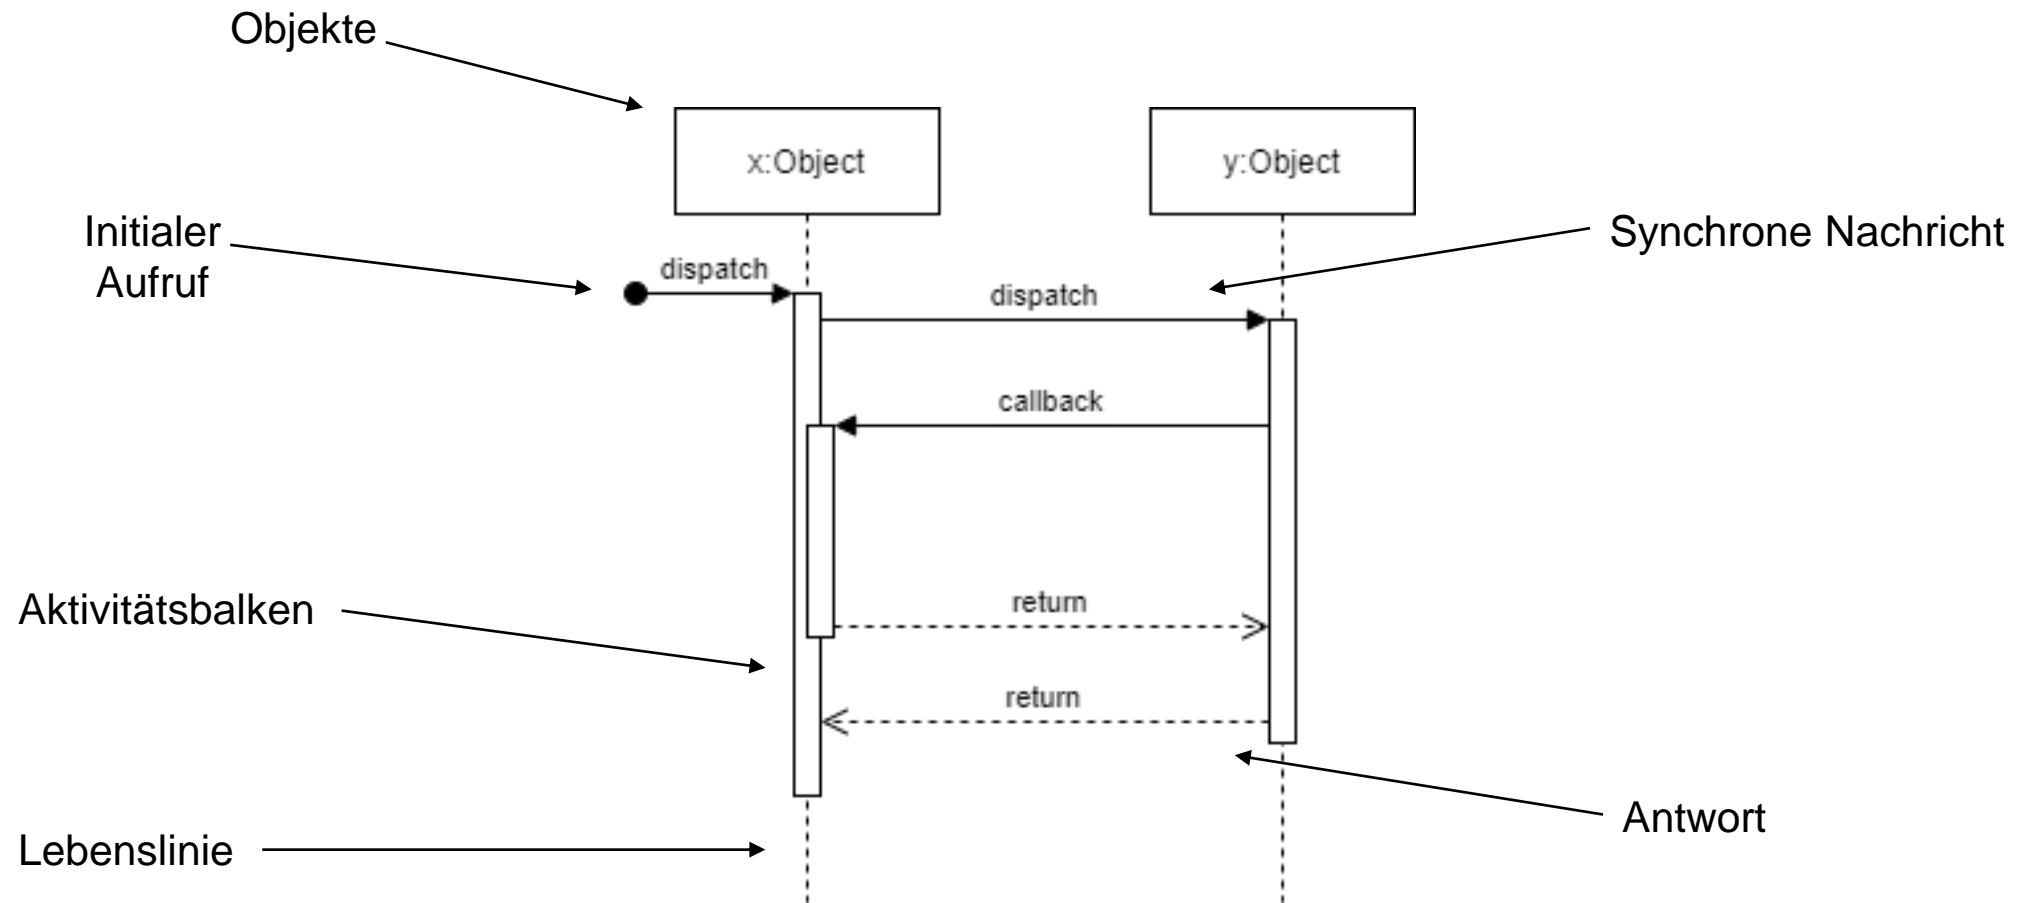 Objekte
x:Object
y:Object
Initialer
Aufruf
Synchrone Nachricht
dispatch
dispatch
callback
Aktivitätsbalken
return
return
Antwort
Lebenslinie